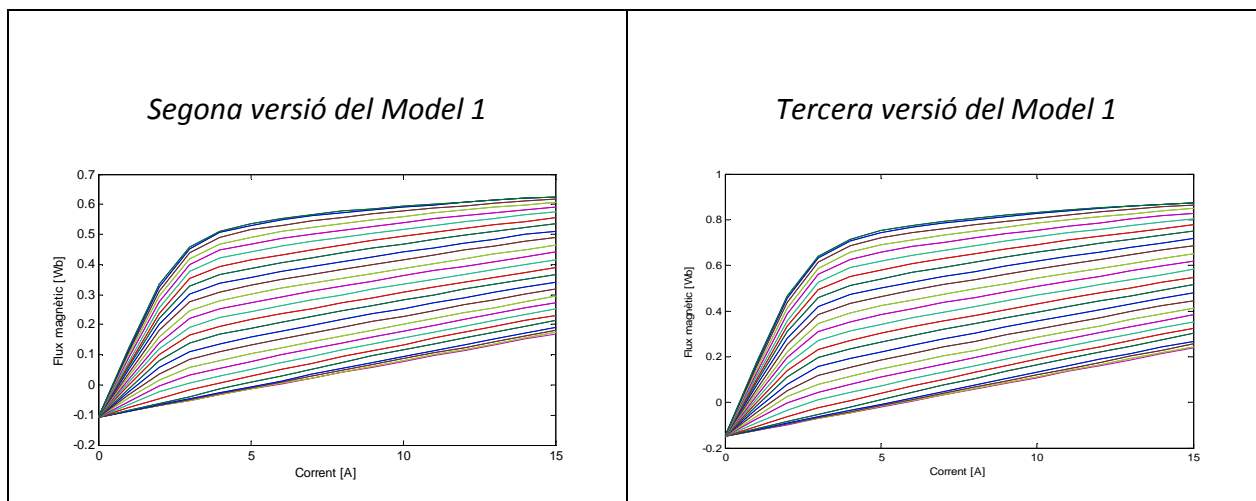 Segona versió del Model 1
0.7
0.6
0.5
0.4
0.3
0.2
0.1
0
-0.1
-0.2
Flux magnètic [Wb]
0 5 10 15
Corrent [A]
Tercera versió del Model 1
1
0.8
0.6
0.4
0.2
0
-0.2
Flux magnètic [Wb]
0 5 10 15
Corrent [A]